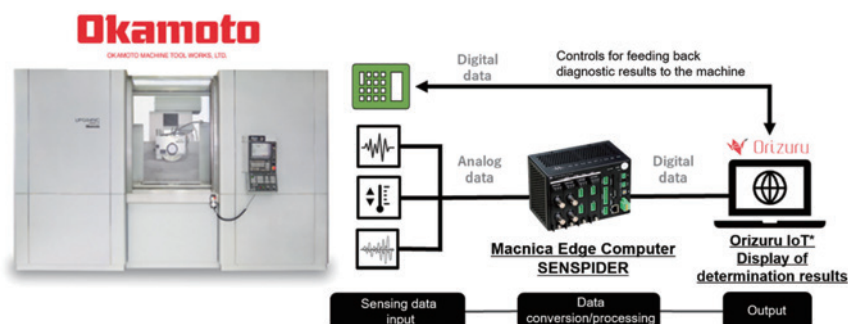 Okamoto
OKAMOTO MACHINE TOOL WORKS, LTD.
Digital
data
Controls for feeding back
diagnostic results to the machine
Analog
data
Digital
data
Orizuru
Macnica Edge Computer
SENSPIDER
Orizuru IoT*
Display of
determination results
Sensing data
input
Data
conversion/processing
Output